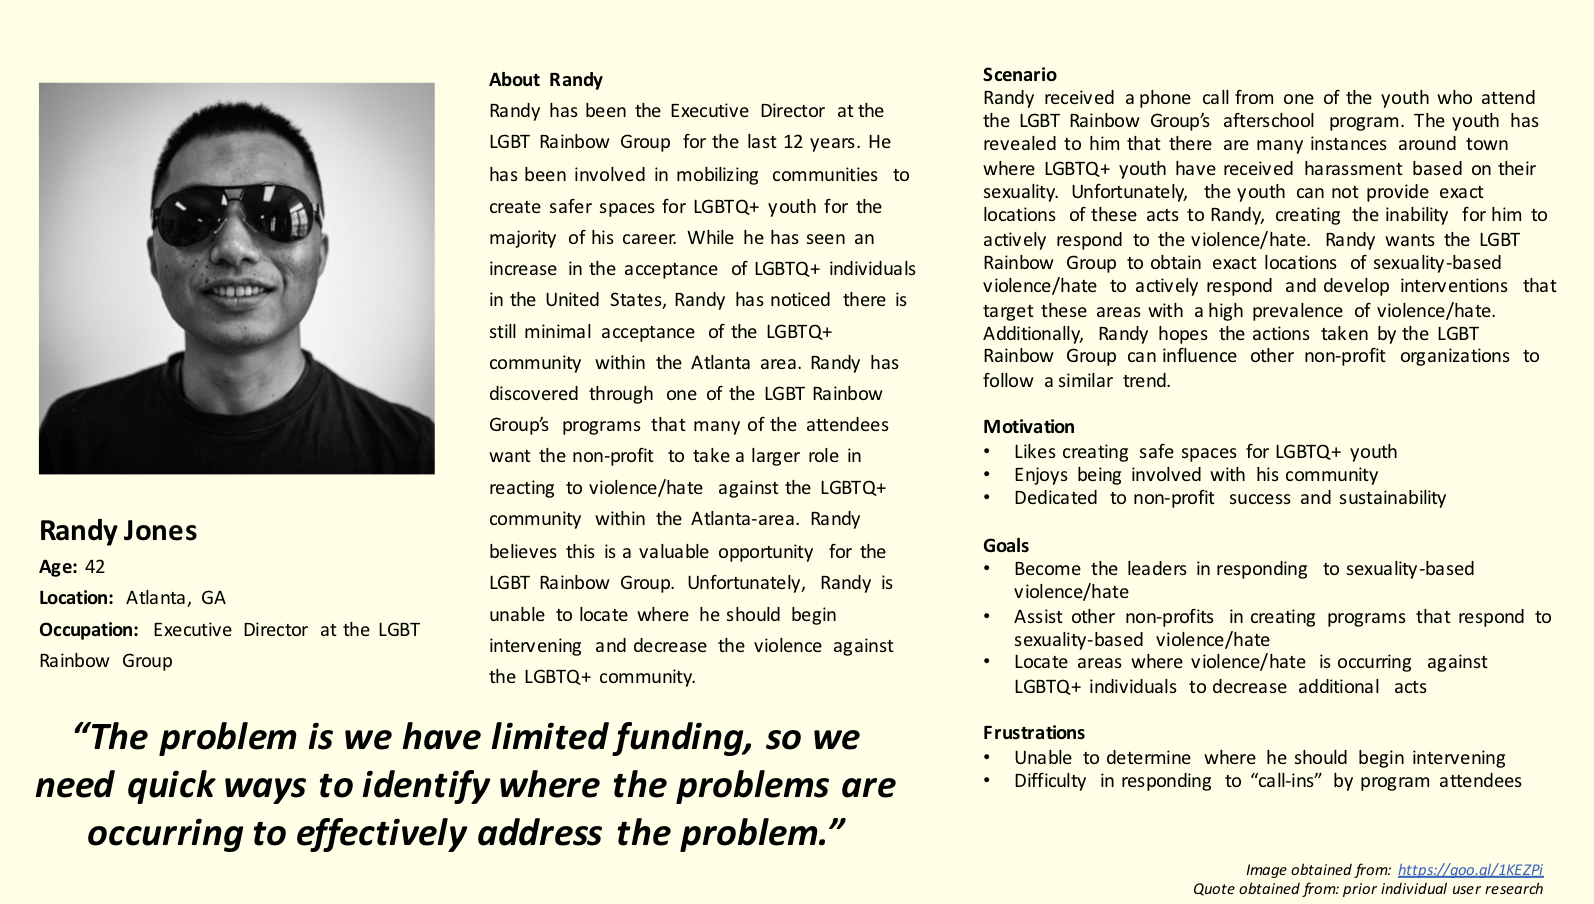 About Randy
Randy has been the Executive Director at the
LGBT Rainbow Group for the last 12 years. He
has been involved in mobilizing communities to
create safer spaces for LGBTQ+ youth for the
majority of his career. While he has seen an
increase in the acceptance of LGBTQ+ individuals
in the United States, Randy has noticed there is
still minimal acceptance of the LGBTQ+
community within the Atlanta area. Randy has
discovered through one of the LGBT Rainbow
Group’s programs that many of the attendees
want the non-profit to take a larger role in
reacting to violence/hate against the LGBTQ+
community within the Atlanta-area. Randy
believes this is a valuable opportunity for the
LGBT Rainbow Group. Unfortunately, Randy is
unable to locate where he should begin
intervening and decrease the violence against
the LGBTQ+ community.
Randy Jones
Age: 42
Location: Atlanta, GA
Occupation: Executive Director at the LGBT
Rainbow Group
“The problem is we have limited funding, so we
need quick ways to identify where the problems are
occurring to effectively address the problem.”
Scenario
Randy received a phone call from one of the youth who attend
the LGBT Rainbow Group’s afterschool program. The youth has
revealed to him that there are many instances around town
where LGBTQ+ youth have received harassment based on their
sexuality. Unfortunately, the youth can not provide exact
locations of these acts to Randy, creating the inability for him to
actively respond to the violence/hate. Randy wants the LGBT
Rainbow Group to obtain exact locations of sexuality-based
violence/hate to actively respond and develop interventions that
target these areas with a high prevalence of violence/hate.
Additionally, Randy hopes the actions taken by the LGBT
Rainbow Group can influence other non-profit organizations to
follow a similar trend.
Motivation
• Likes creating safe spaces for LGBTQ+ youth
• Enjoys being involved with his community
• Dedicated to non-profit success and sustainability
Goals
• Become the leaders in responding to sexuality-based
violence/hate
• Assist other non-profits in creating programs that respond to
sexuality-based violence/hate
• Locate areas where violence/hate is occurring against
LGBTQ+ individuals to decrease additional acts
Frustrations
• Unable to determine where he should begin intervening
• Difficulty in responding to “call-ins” by program attendees
Image obtained from: https://goo.gl/1KEZPi
Quote obtained from: prior individual user research